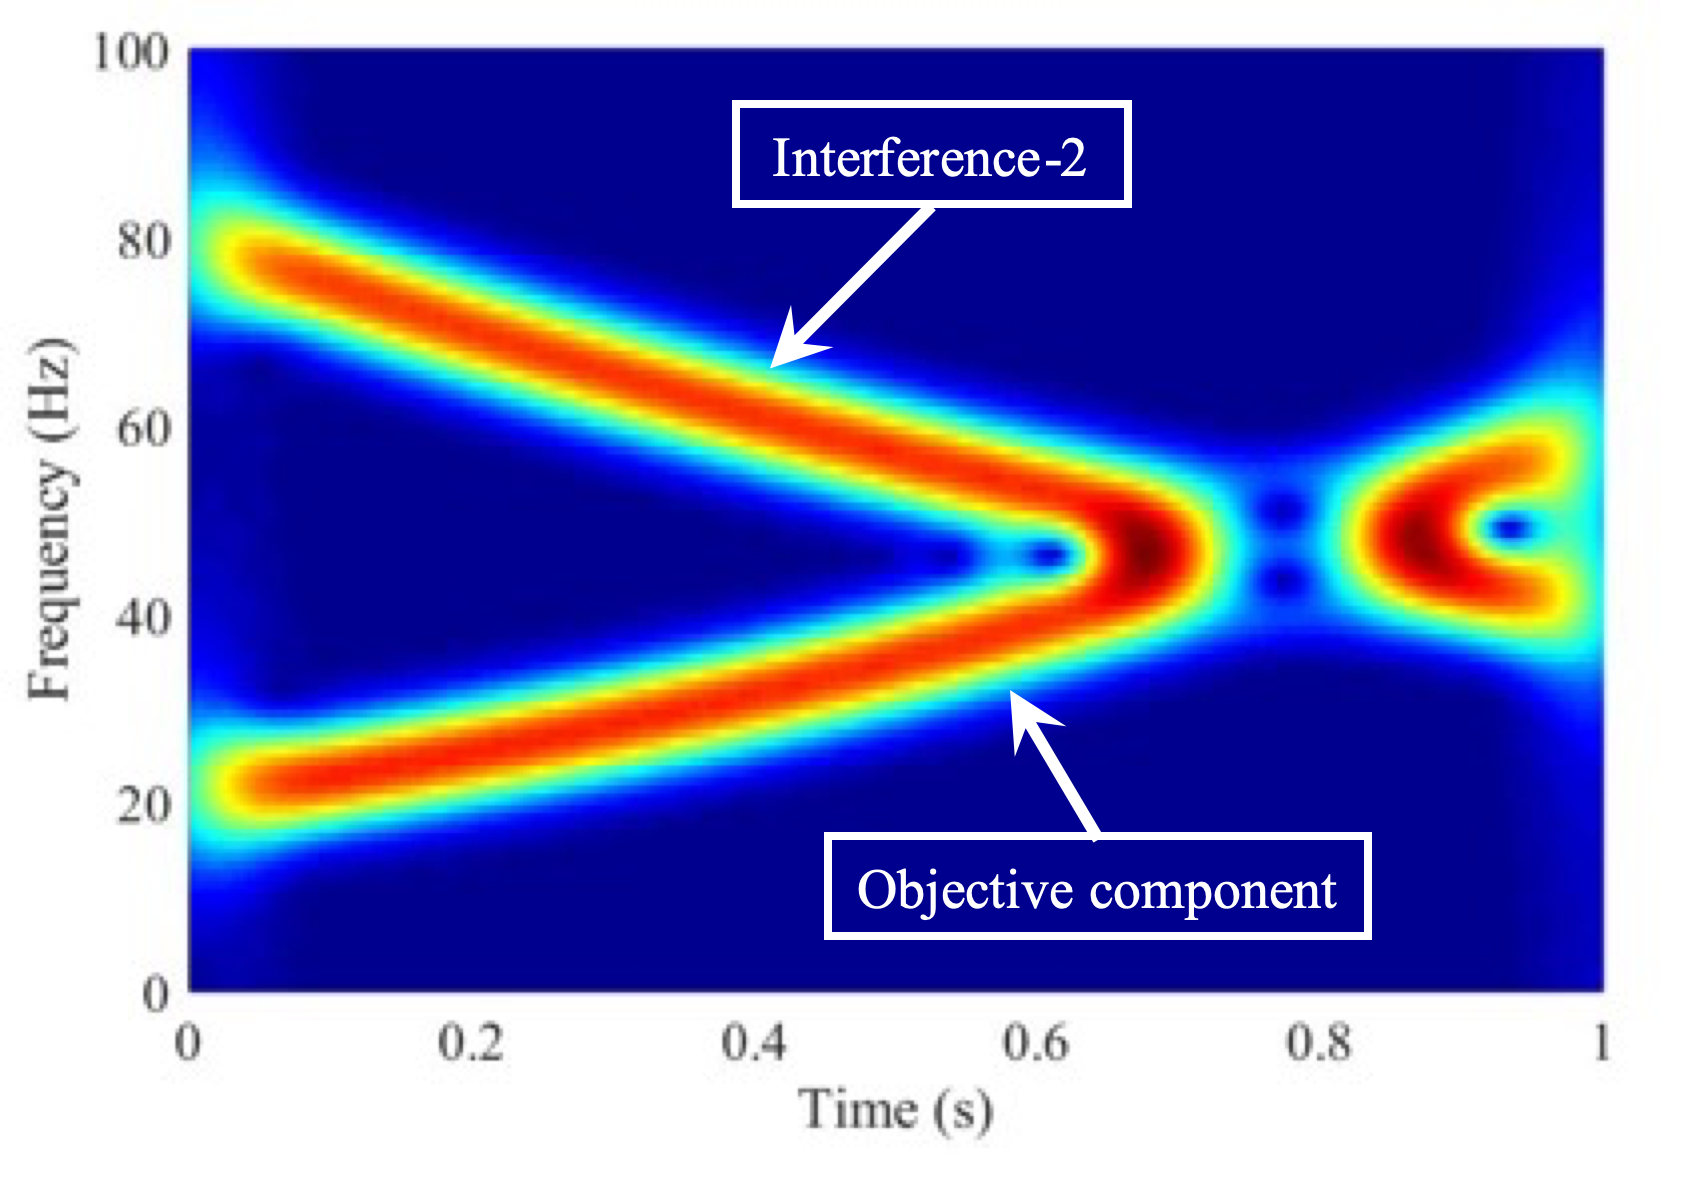 100
80
60
40
20
0
Frequency (Hz)
Interference-2
Objective component
0 0.2 0.4 0.6 0.8 1
Time (s)